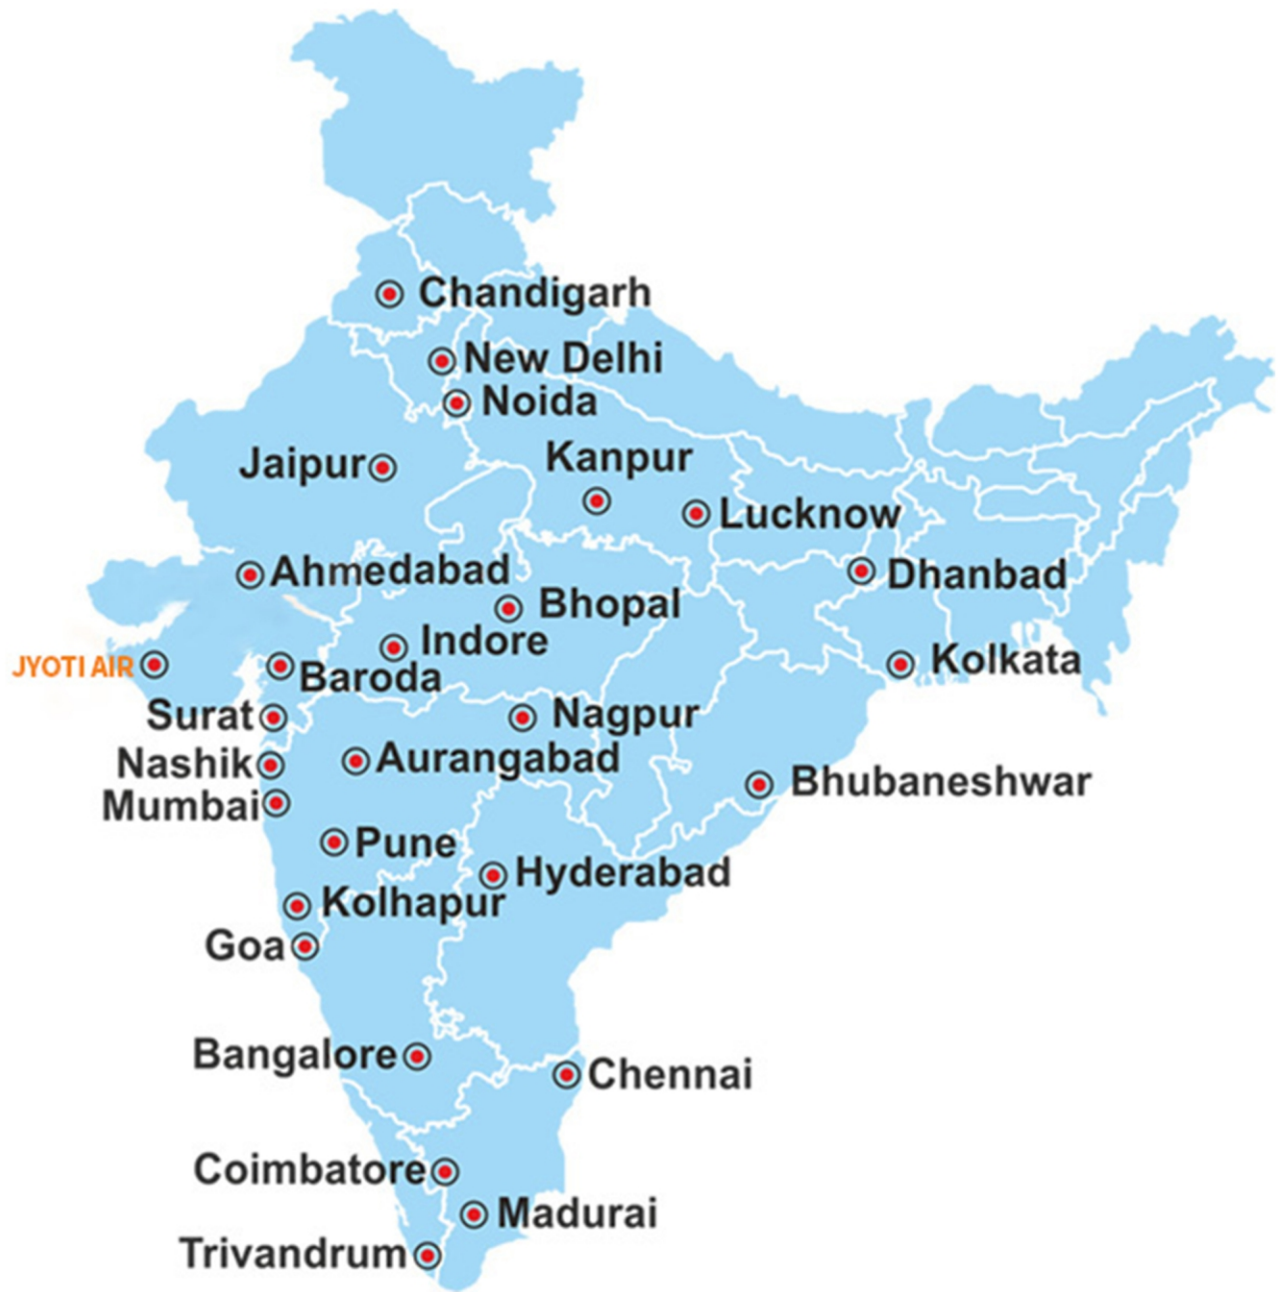 Chandigarh
New Delhi
Noida
Kanpur
Jaipur
Lucknow
Ahmedabad
Dhanbad
Bhopal
Indore
Kolkata
JYOTI AIR
Baroda
Surat
Nagpur
Aurangabad
Nashik
Bhubaneshwar
Mumbai
Pune
Hyderabad
Kolhapur
Goa
Bangalore
Chennai
Coimbatore
Madurai
Trivandrum